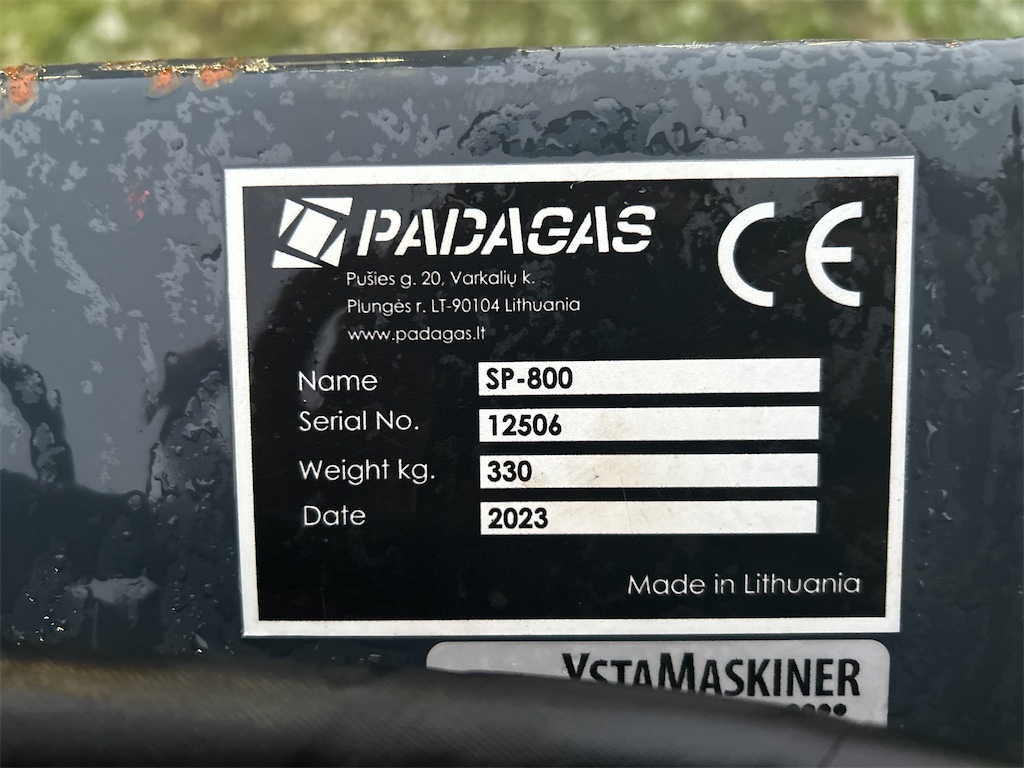 PADAGAS
CE
Pušies g. 20, Varkalių k.
Plungės r. LT-90104 Lithuania
www.padagas.lt
Name SP-800
Serial No. 12506
Weight kg. 330
Date 2023
Made in Lithuania
YSTAMASKINER